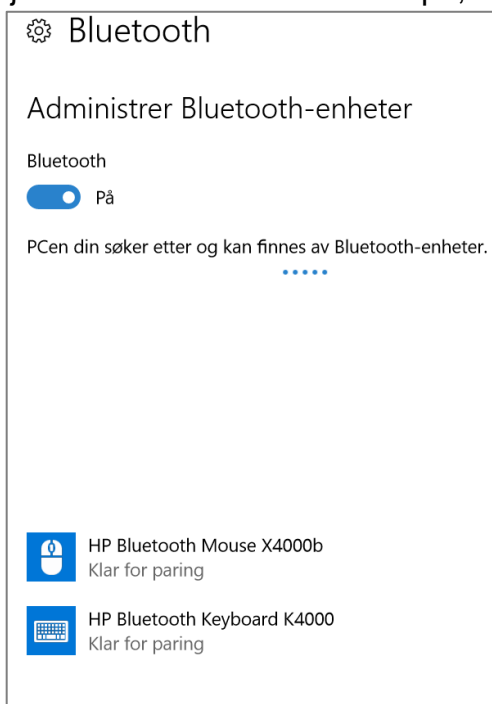 Bluetooth
Administrer Bluetooth-enheter
Bluetooth
På
PCen din søker etter og kan finnes av Bluetooth-enheter.
HP Bluetooth Mouse X4000b
Klar for paring
HP Bluetooth Keyboard K4000
Klar for paring